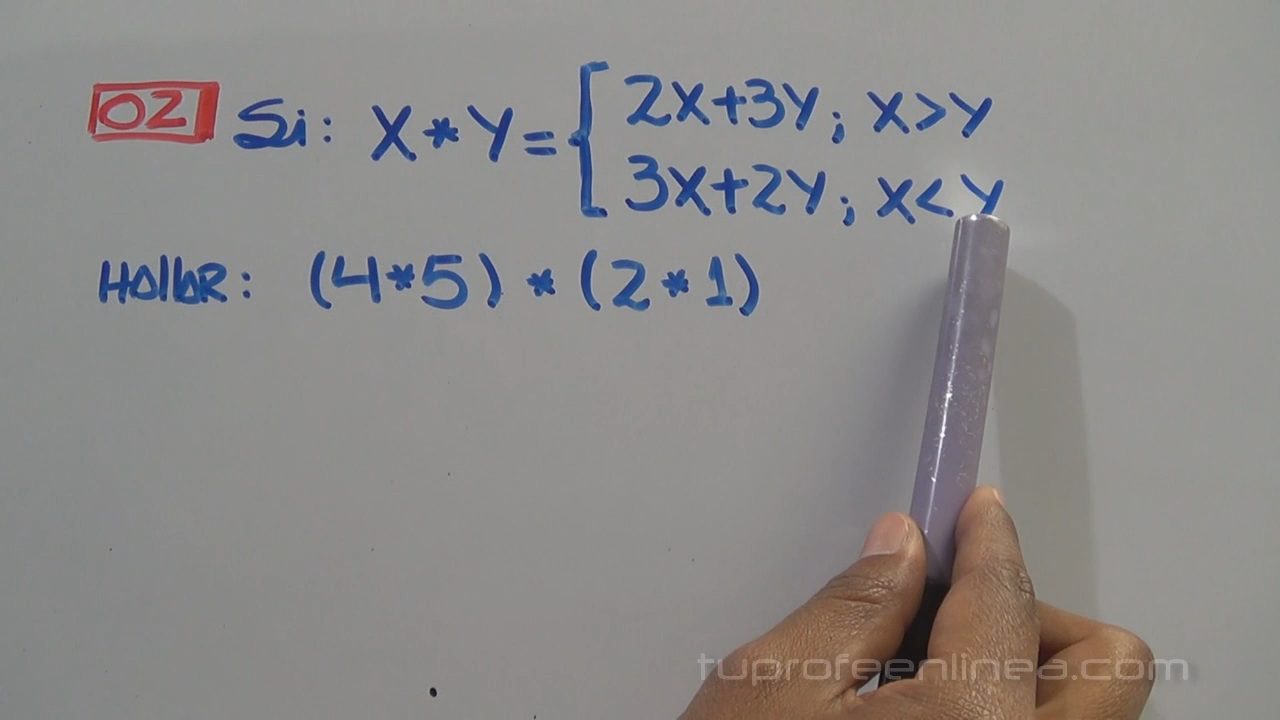 02 Si: X * Y = { 2X+3Y; X>Y
3X+2Y; X<Y
HallaR: (4*5) * (2*1)
tuprofeenlinea.com